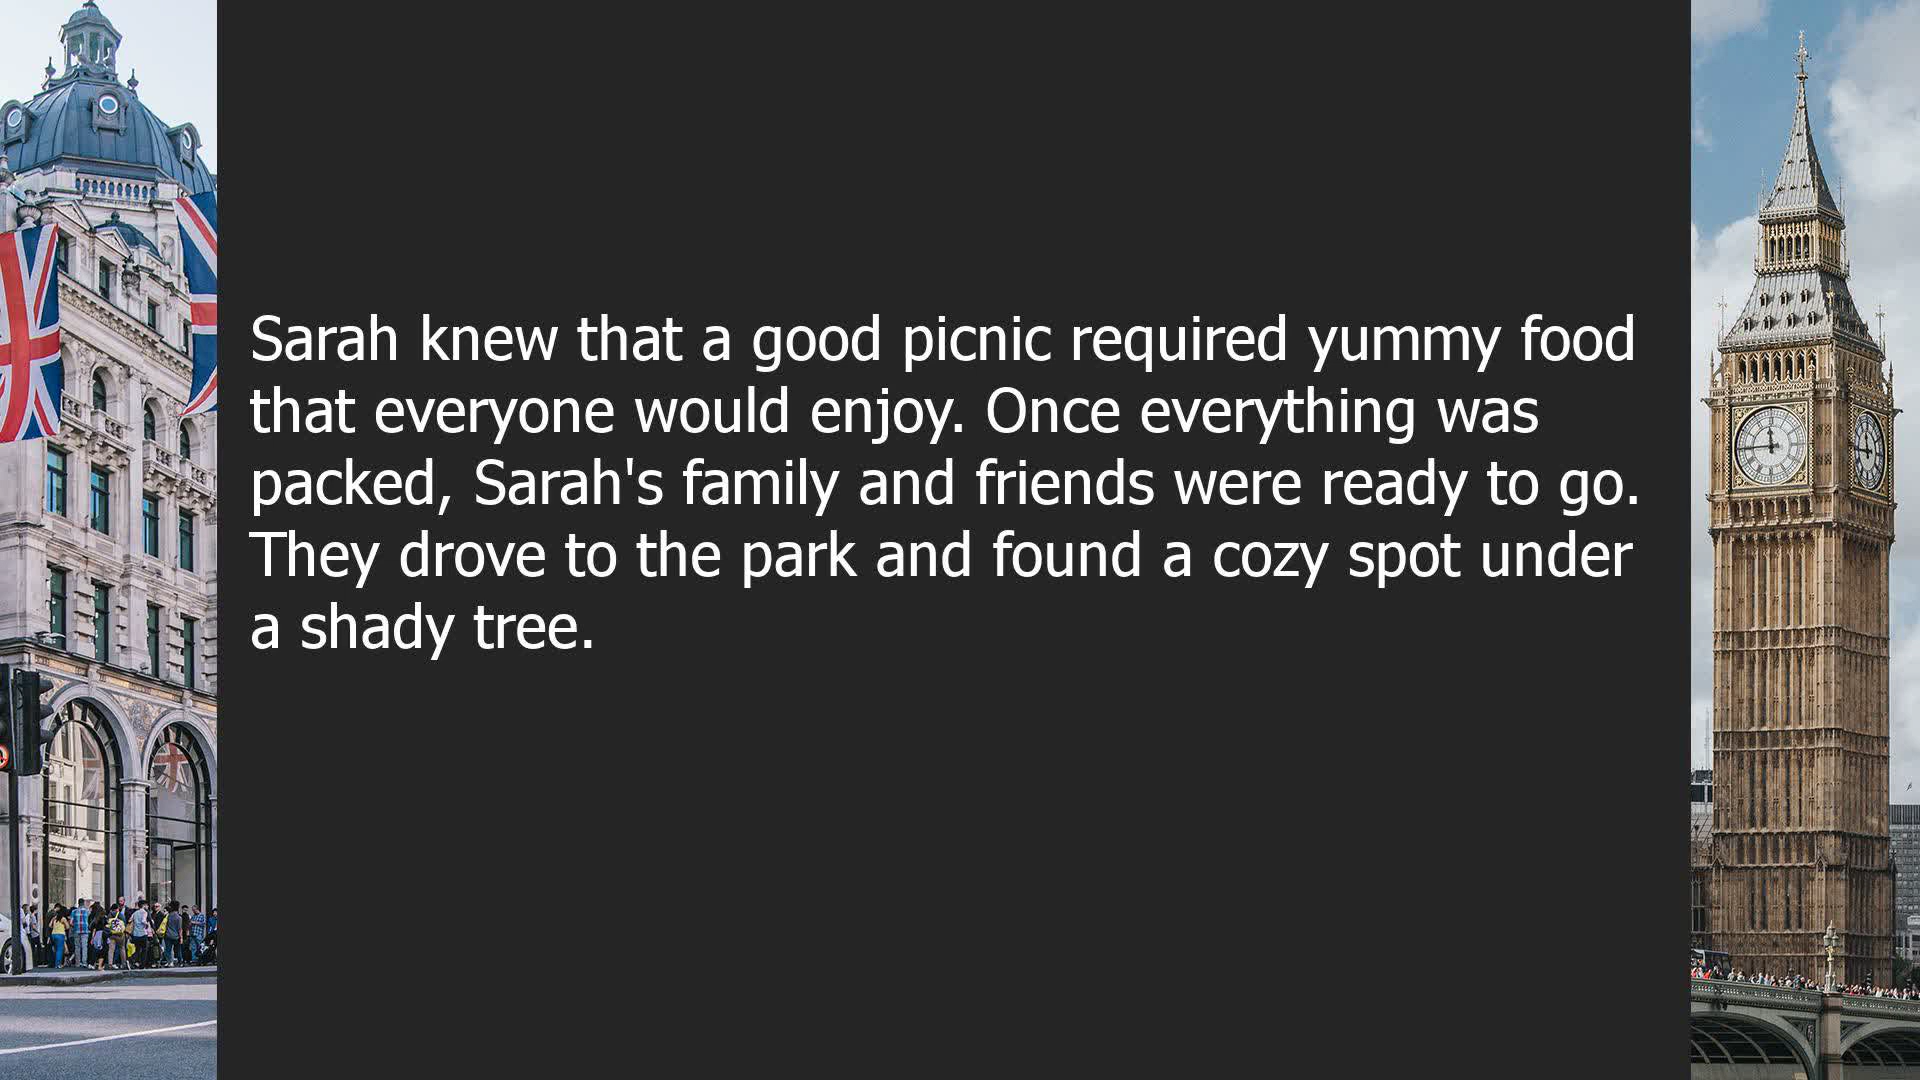 Sarah knew that a good picnic required yummy food
that everyone would enjoy. Once everything was
packed, Sarah's family and friends were ready to go.
They drove to the park and found a cozy spot under
a shady tree.